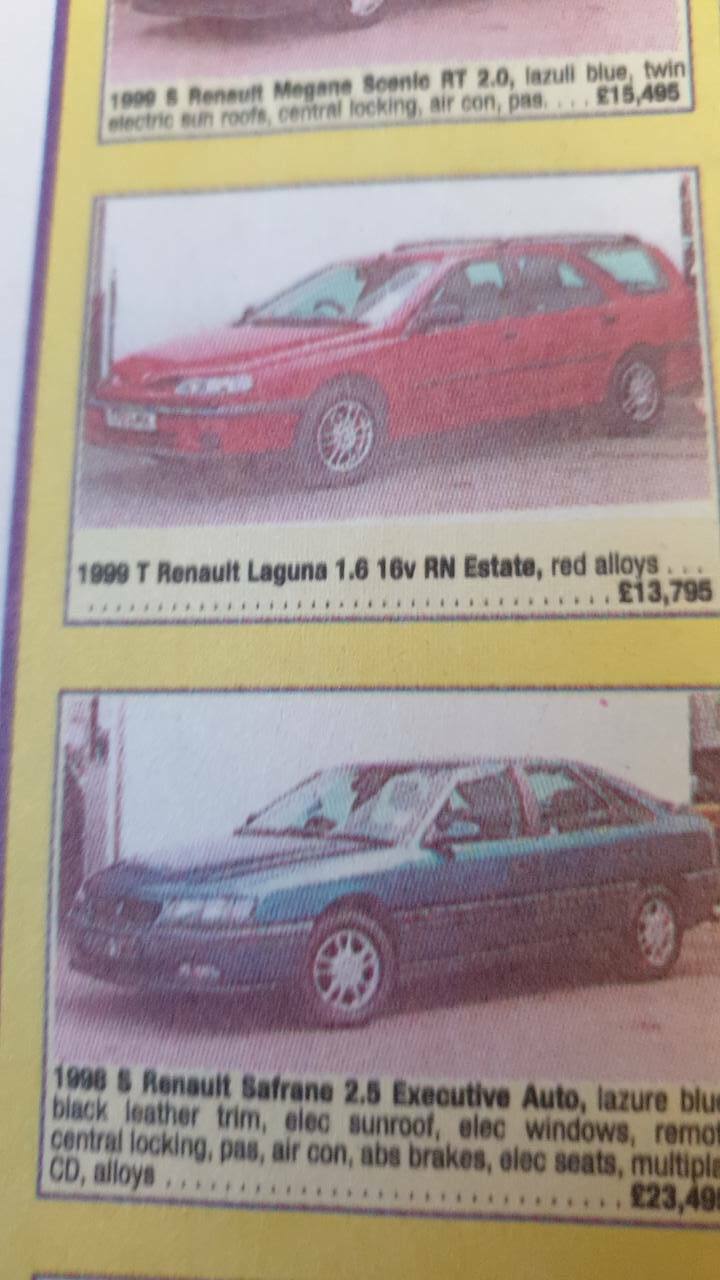 1999 S Renault Megane Scenic RT 2.0, lazuli blue, twin
electric sun roofs, central locking, air con, pas. . . . £15,495
1999 T Renault Laguna 1.6 16v RN Estate, red alloys . . .
. . . . . . . . . . . . . . . . . . . . . . . . . . . . . . . . . . . . . . £13,795
1998 S Renault Safrane 2.5 Executive Auto, lazure blue
black leather trim, elec sunroof, elec windows, remot
central locking, pas, air con, abs brakes, elec seats, multipla
CD, alloys . . . . . . . . . . . . . . . . . . . . . . . . . . . . . . . . £23,49